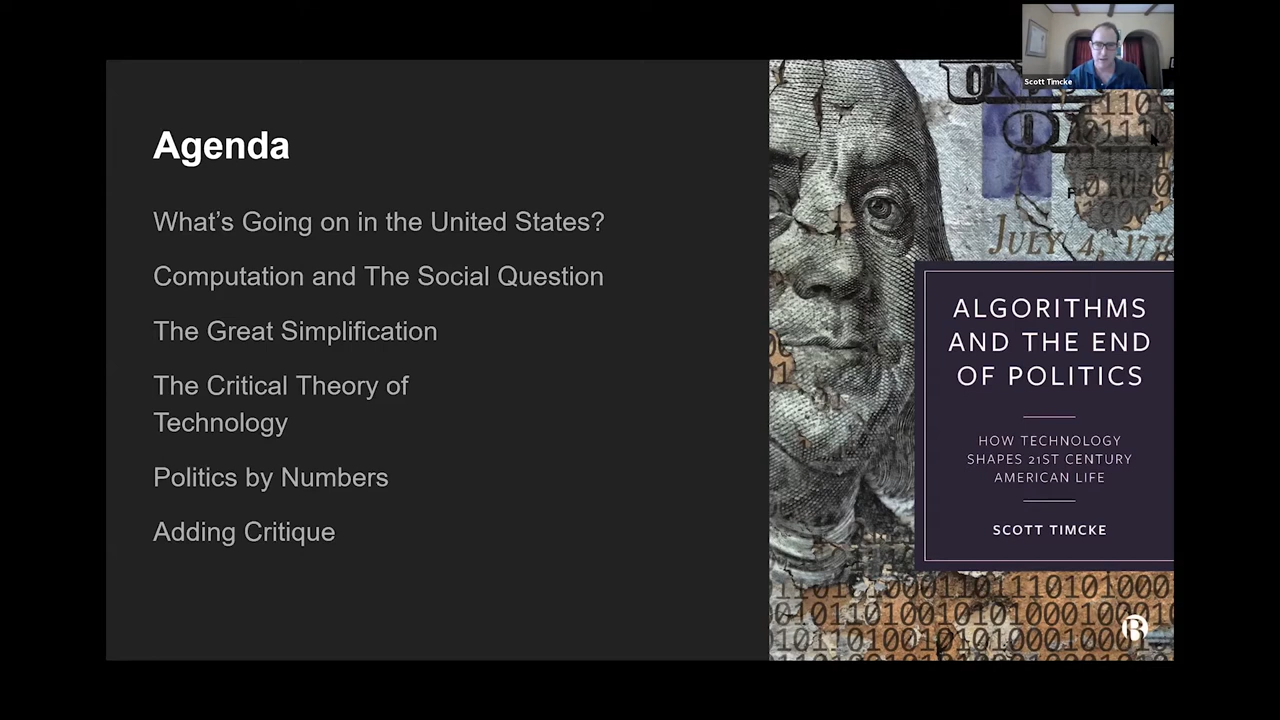 Scott Timcke
Agenda
What's Going on in the United States?
Computation and The Social Question
The Great Simplification
The Critical Theory of
Technology
Politics by Numbers
Adding Critique
JULY 4, 177
ALGORITHMS
AND THE END
OF POLITICS
HOW TECHNOLOGY
SHAPES 21ST CENTURY
AMERICAN LIFE
SCOTT TIMCKE